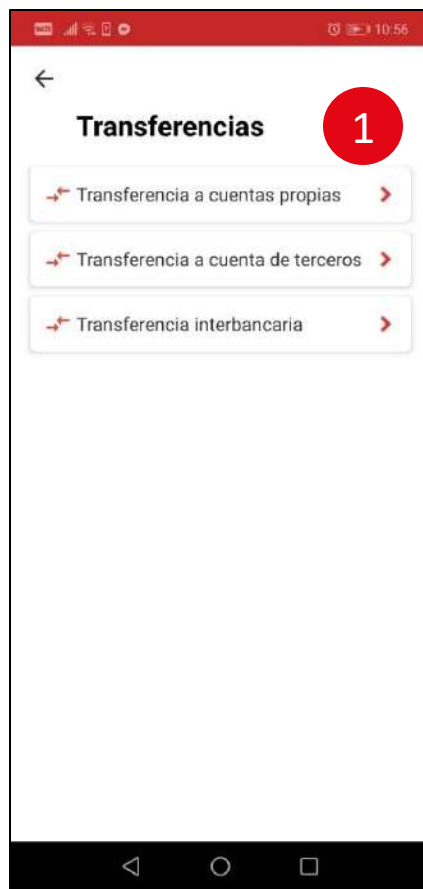 10:56
Transferencias
1
Transferencia a cuentas propias
Transferencia a cuenta de terceros
Transferencia interbancaria